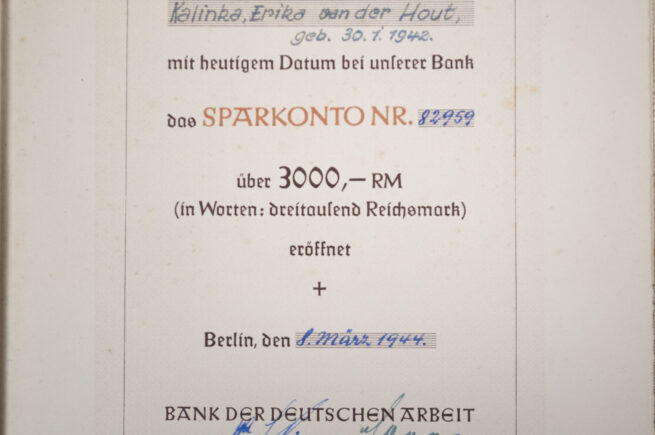 Kalinka, Erika van der Hout,
geb. 30. 1. 1942.
mit heutigem Datum bei unserer Bank
das SPARKONTO NR. 82959
über 3000,— RM
(in Worten: dreitausend Reichsmark)
eröffnet
+
Berlin, den 8. März 1944.
BANK DER DEUTSCHEN ARBEIT